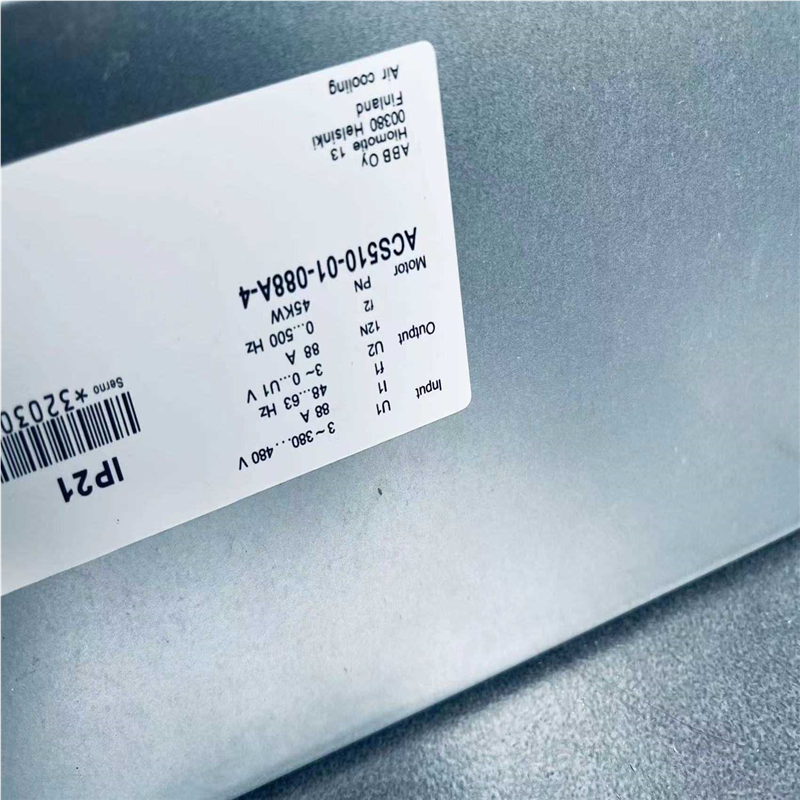 ABB Oy
Hiomotie 13
00380 Helsinki
Finland
Air cooling
IP21
Serno *32030
Input U1 3~380...480 V
I1 88 A
f1 48...63 Hz
Output U2 3~ 0...U1 V
12N 88 A
f2 0...500 Hz
Motor PN 45KW
ACS510-01-088A-4